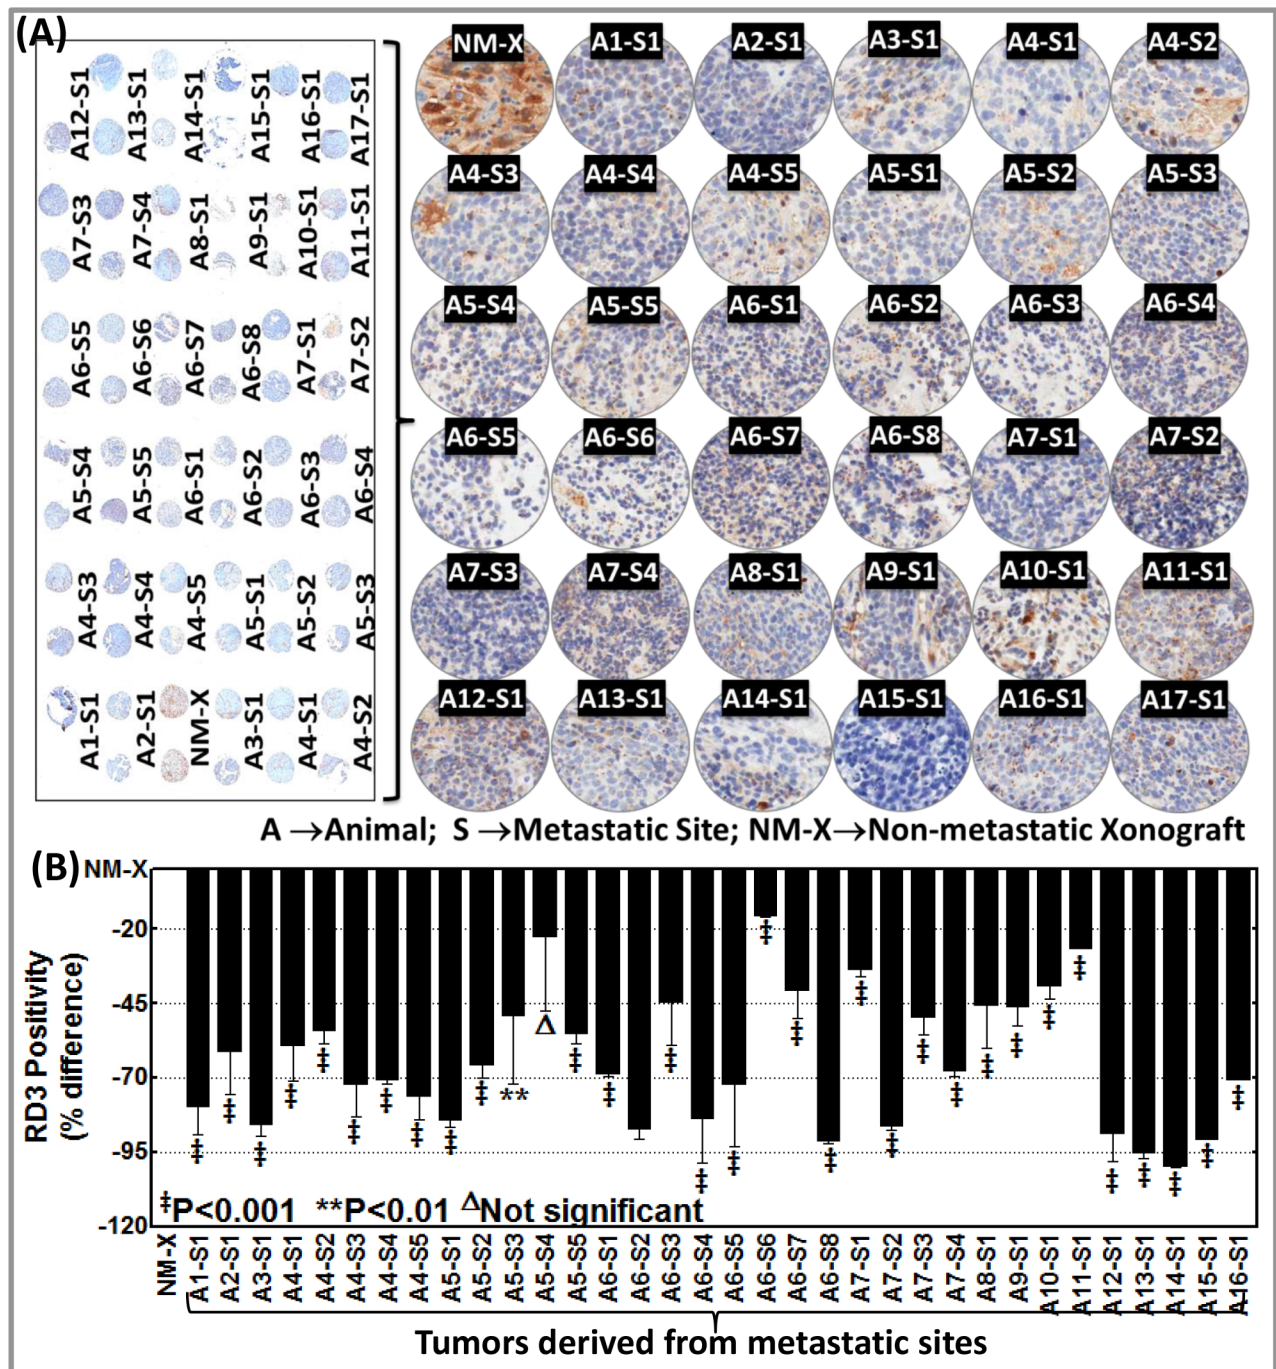 (A)
A12-S1 A13-S1 A14-S1 A15-S1 A16-S1 A17-S1
A7-S3 A7-S4 A8-S1 A9-S1 A10-S1 A11-S1
A6-S5 A6-S6 A6-S7 A6-S8 A7-S1 A7-S2
A5-S4 A5-S5 A6-S1 A6-S2 A6-S3 A6-S4
A4-S3 A4-S4 A4-S5 A5-S1 A5-S2 A5-S3
A1-S1 A2-S1 NM-X A3-S1 A4-S1 A4-S2
NM-X A1-S1 A2-S1 A3-S1 A4-S1 A4-S2
A4-S3 A4-S4 A4-S5 A5-S1 A5-S2 A5-S3
A5-S4 A5-S5 A6-S1 A6-S2 A6-S3 A6-S4
A6-S5 A6-S6 A6-S7 A6-S8 A7-S1 A7-S2
A7-S3 A7-S4 A8-S1 A9-S1 A10-S1 A11-S1
A12-S1 A13-S1 A14-S1 A15-S1 A16-S1 A17-S1
A →Animal; S →Metastatic Site; NM-X→Non-metastatic Xonograft
(B)
RD3 Positivity
(% difference)
NM-X
-20
-45
-70
-95
-120
‡ ‡ ‡ ‡ ‡ ‡ ‡ ‡ ‡ ‡ ** Δ ‡ ‡ ‡ ‡ ‡ ‡ ‡ ‡ ‡ ‡ ‡ ‡ ‡ ‡ ‡ ‡ ‡ ‡ ‡ ‡ ‡
‡P<0.001 **P<0.01 ΔNot significant
NM-X A1-S1 A2-S1 A3-S1 A4-S1 A4-S2 A4-S3 A4-S4 A4-S5 A5-S1 A5-S2 A5-S3 A5-S4 A5-S5 A6-S1 A6-S2 A6-S3 A6-S4 A6-S5 A6-S6 A6-S7 A6-S8 A7-S1 A7-S2 A7-S3 A7-S4 A8-S1 A9-S1 A10-S1 A11-S1 A12-S1 A13-S1 A14-S1 A15-S1 A16-S1
Tumors derived from metastatic sites